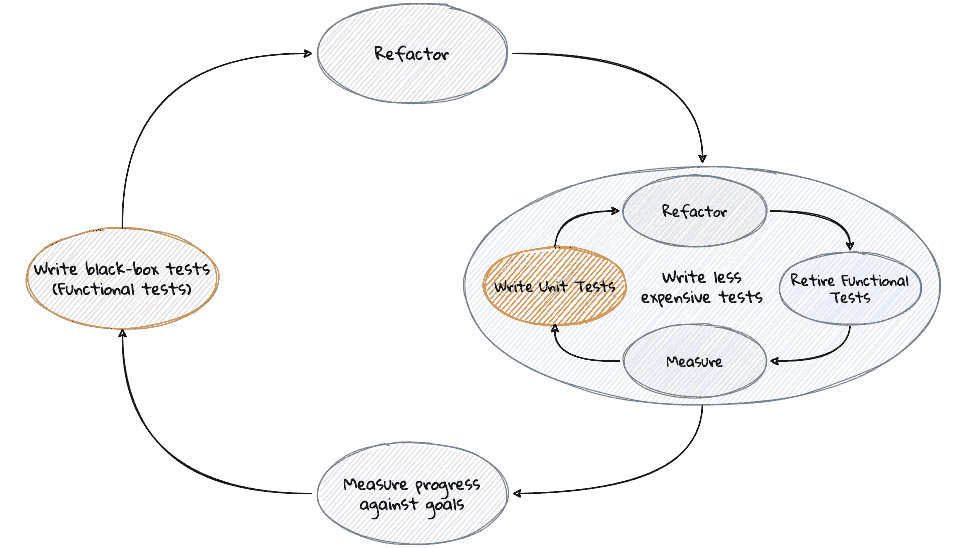 Refactor
Write black-box tests
(Functional tests)
Refactor
Write Unit Tests
Write less
expensive tests
Retire Functional
Tests
Measure
Measure progress
against goals